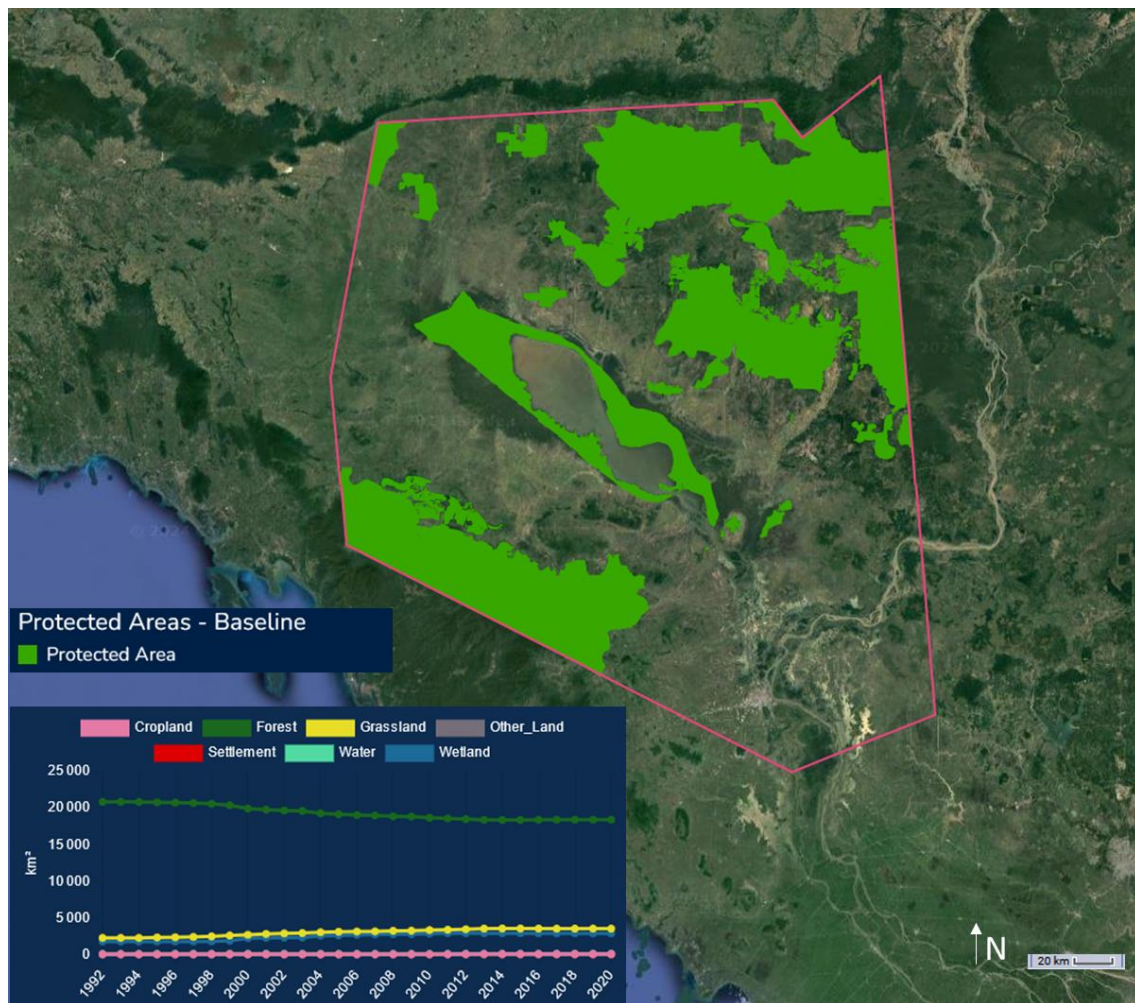 Protected Areas - Baseline
Protected Area
Cropland Forest Grassland Other_Land
Settlement Water Wetland
25 000
20 000
15 000
10 000
5 000
0
km²
1992 1994 1996 1998 2000 2002 2004 2006 2008 2010 2012 2014 2016 2018 2020
N
20 km